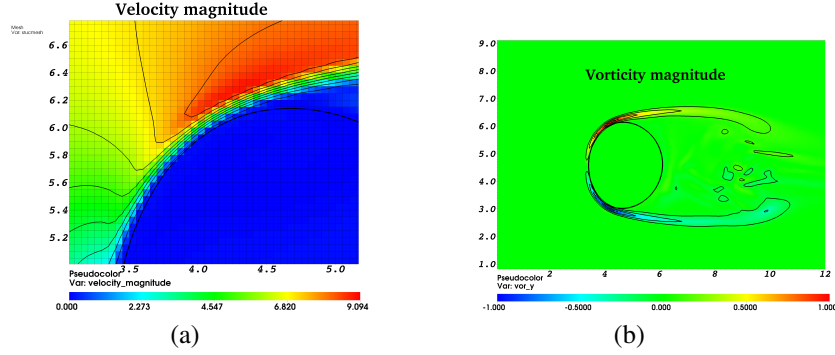 Velocity magnitude
Mesh
Var: stucmesh
6.6
6.4
6.2
6.0
5.8
5.6
5.4
5.2
3.5 4.0 4.5 5.0
Pseudocolor
Var: velocity_magnitude
0.000 2.273 4.547 6.820 9.094
(a)
Vorticity magnitude
9.0
8.0
7.0
6.0
5.0
4.0
3.0
2.0
1.0
2 4 6 8 10 12
Pseudocolor
Var: vor_y
-1.000 -0.5000 0.000 0.5000 1.000
(b)